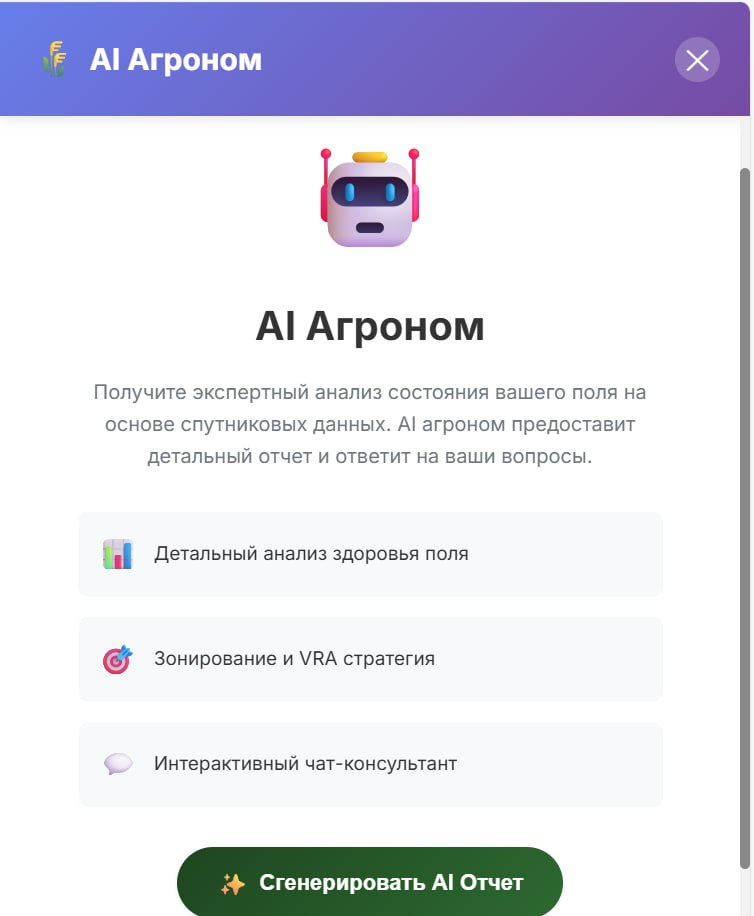 AI Агроном
AI Агроном
Получите экспертный анализ состояния вашего поля на
основе спутниковых данных. AI агроном предоставит
детальный отчет и ответит на ваши вопросы.
Детальный анализ здоровья поля
Зонирование и VRA стратегия
Интерактивный чат-консультант
Сгенерировать AI Отчет